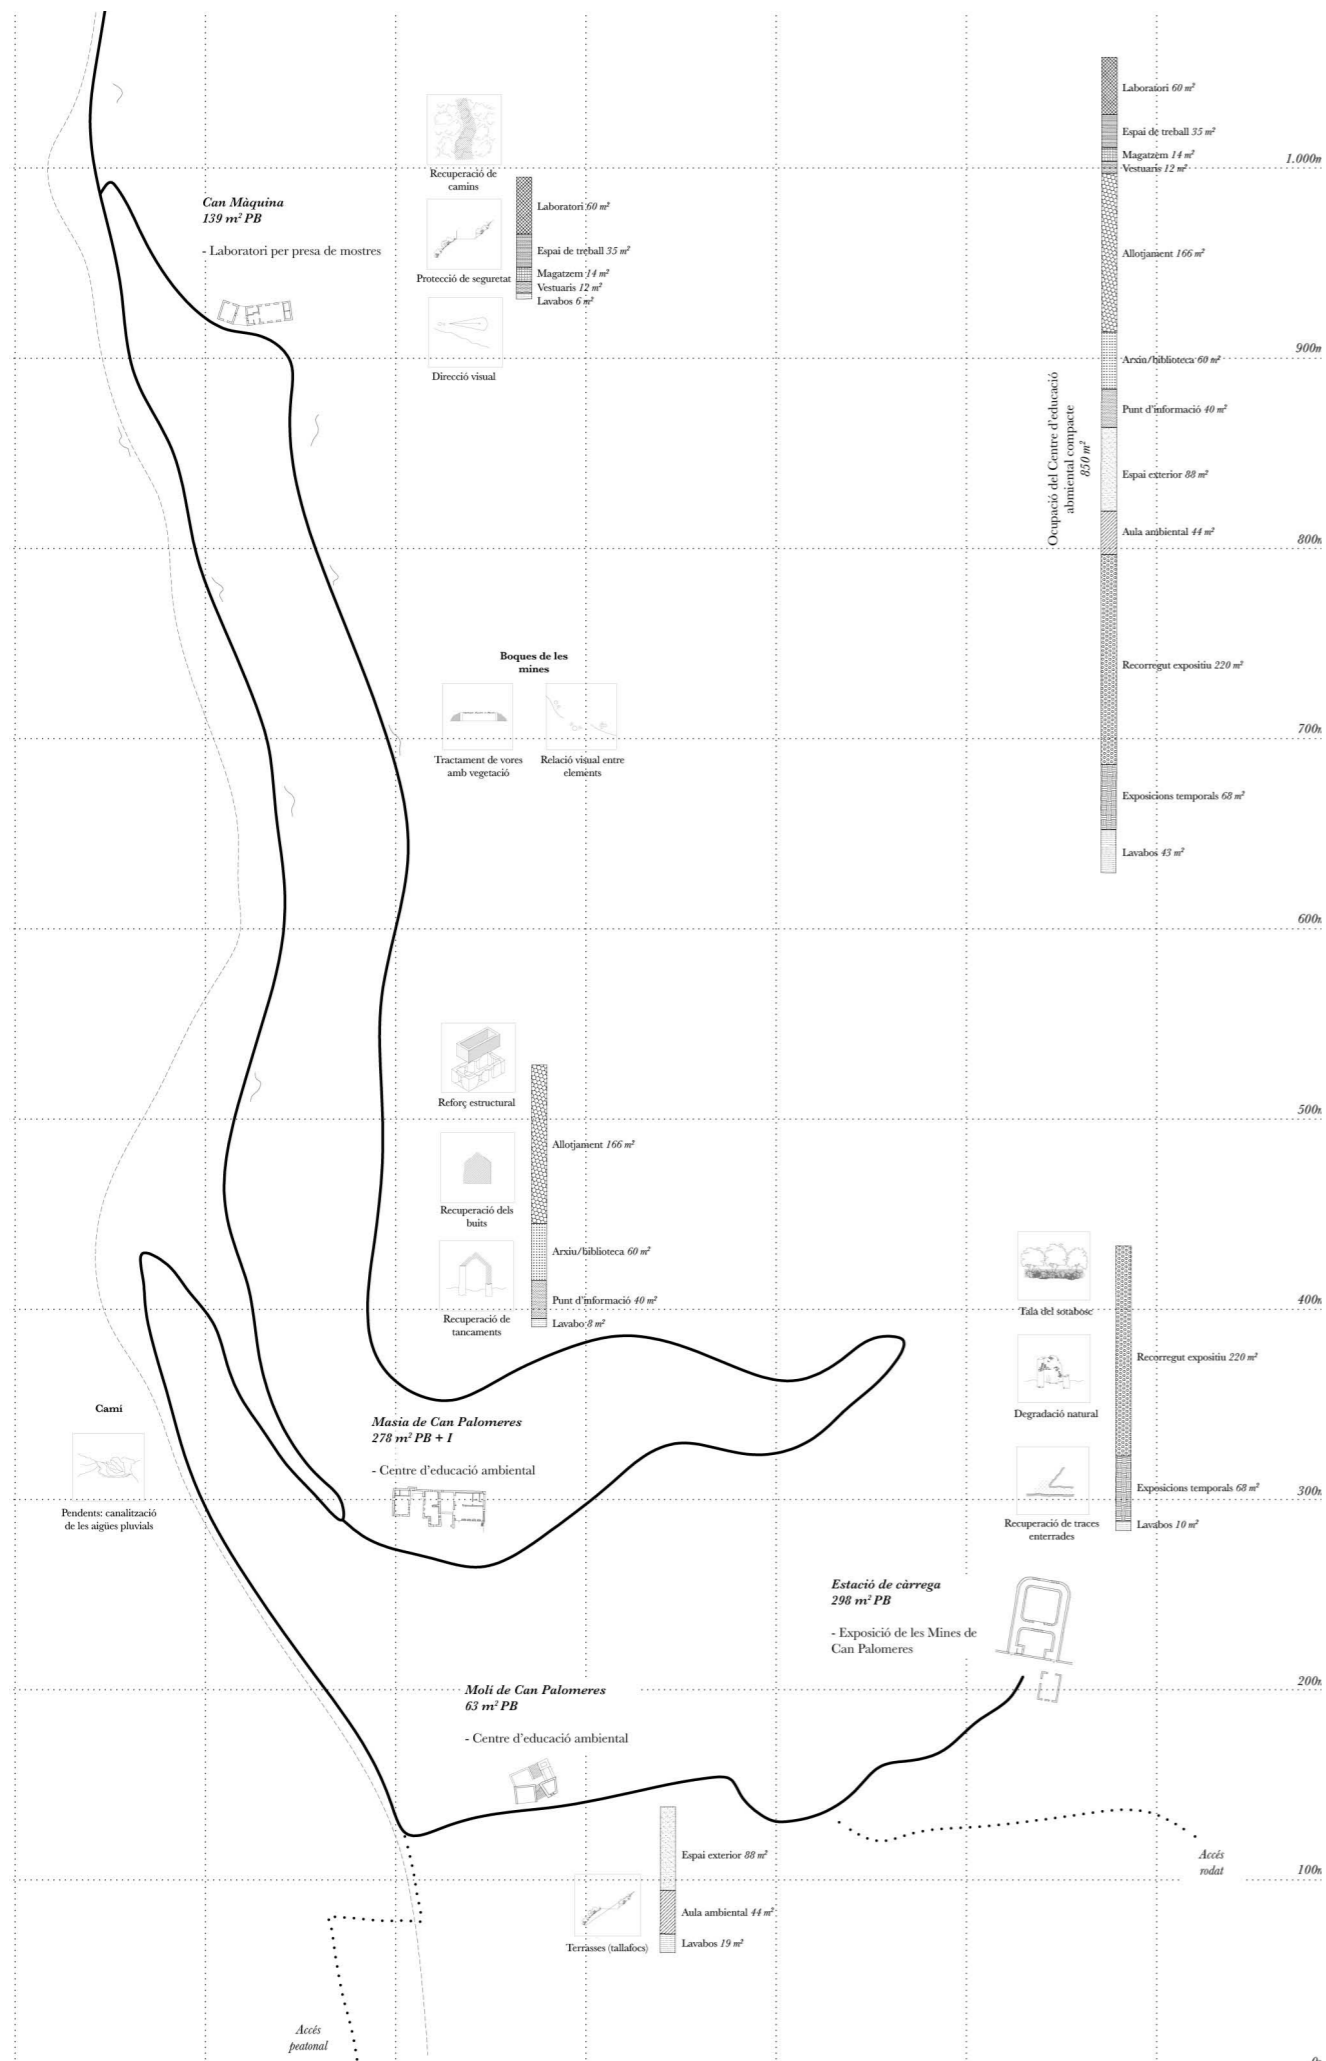 Recuperació de
camins
Can Màquina
139 m² PB
- Laboratori per presa de mostres
Protecció de seguretat
Direcció visual
Laboratori 60 m²
Espai de treball 35 m²
Magatzem 14 m²
Vestuaris 12 m²
Lavabos 6 m²
Laboratori 60 m²
Espai de treball 35 m²
Magatzem 14 m²
Vestuaris 12 m²
Allotjament 166 m²
Arxiu/biblioteca 60 m²
Punt d'informació 40 m²
Espai exterior 88 m²
Aula ambiental 44 m²
Recorregut expositiu 220 m²
Exposicions temporals 68 m²
Lavabos 43 m²
Ocupació del Centre d'educació
abmiental compacte
850 m²
1.000m
900m
800m
700m
600m
500m
400m
300m
200m
100m
0m
Boques de les
mines
Tractament de vores
amb vegetació
Relació visual entre
elements
Reforç estructural
Recuperació dels
buits
Recuperació de
tancaments
Allotjament 166 m²
Arxiu/biblioteca 60 m²
Punt d'informació 40 m²
Lavabo 8 m²
Tala del sotabosc
Degradació natural
Recuperació de traces
enterrades
Recorregut expositiu 220 m²
Exposicions temporals 68 m²
Lavabos 10 m²
Camí
Pendents: canalització
de les aigües pluvials
Masia de Can Palomeres
278 m² PB + I
- Centre d'educació ambiental
Estació de càrrega
298 m² PB
- Exposició de les Mines de
Can Palomeres
Molí de Can Palomeres
63 m² PB
- Centre d'educació ambiental
Espai exterior 88 m²
Aula ambiental 44 m²
Lavabos 19 m²
Terrasses (tallafocs)
Accés
rodat
Accés
peatonal